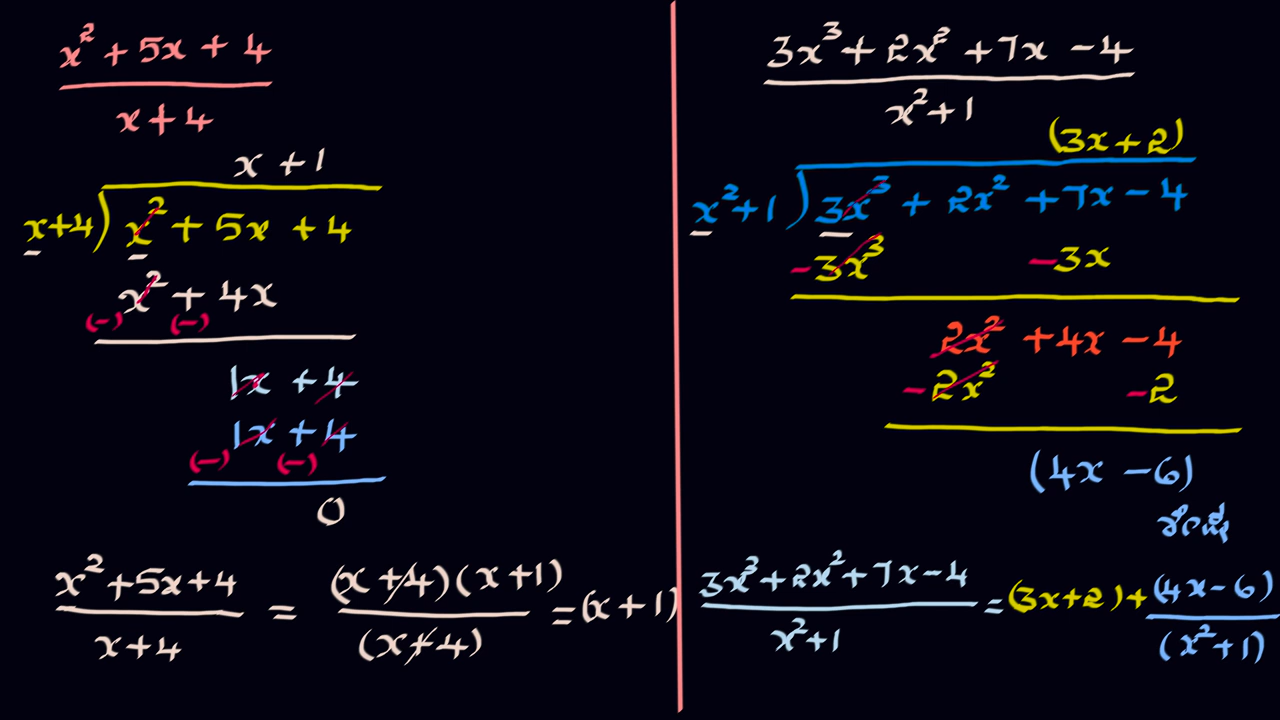 x² + 5x + 4
x + 4
x + 1
x+4) x² + 5x + 4
x² + 4x
(-) (-)
1x + 4
1x + 4
(-) (-)
0
x² + 5x + 4 / x + 4 = (x + 4)(x + 1) / (x + 4) = (x + 1)
3x³ + 2x² + 7x - 4
x² + 1
(3x + 2)
x²+1) 3x³ + 2x² + 7x - 4
-3x³ -3x
2x² + 4x - 4
-2x² -2
(4x - 6)
3x³ + 2x² + 7x - 4 / x² + 1 = (3x + 2) + (4x - 6) / (x² + 1)